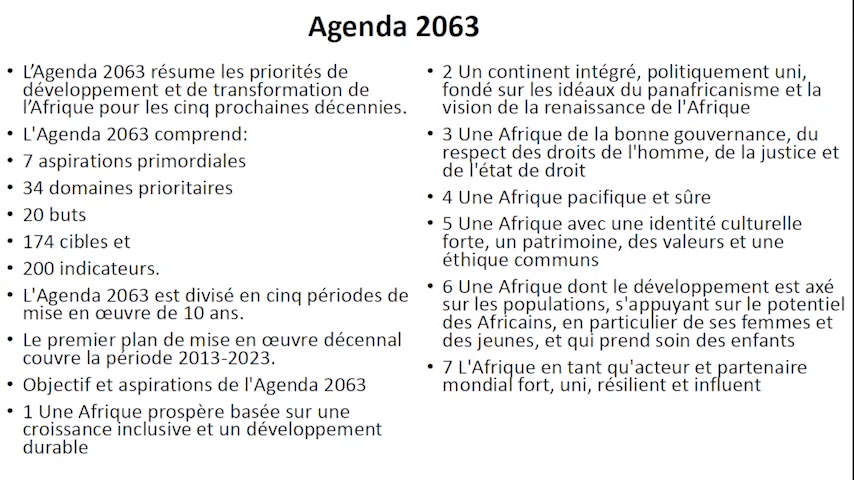 Agenda 2063
• L’Agenda 2063 résume les priorités de
développement et de transformation de
l’Afrique pour les cinq prochaines décennies.
• L'Agenda 2063 comprend:
• 7 aspirations primordiales
• 34 domaines prioritaires
• 20 buts
• 174 cibles et
• 200 indicateurs.
• L'Agenda 2063 est divisé en cinq périodes de
mise en œuvre de 10 ans.
• Le premier plan de mise en œuvre décennal
couvre la période 2013-2023.
• Objectif et aspirations de l'Agenda 2063
• 1 Une Afrique prospère basée sur une
croissance inclusive et un développement
durable
• 2 Un continent intégré, politiquement uni,
fondé sur les idéaux du panafricanisme et la
vision de la renaissance de l'Afrique
• 3 Une Afrique de la bonne gouvernance, du
respect des droits de l'homme, de la justice et
de l'état de droit
• 4 Une Afrique pacifique et sûre
• 5 Une Afrique avec une identité culturelle
forte, un patrimoine, des valeurs et une
éthique communs
• 6 Une Afrique dont le développement est axé
sur les populations, s'appuyant sur le potentiel
des Africains, en particulier de ses femmes et
des jeunes, et qui prend soin des enfants
• 7 L'Afrique en tant qu'acteur et partenaire
mondial fort, uni, résilient et influent